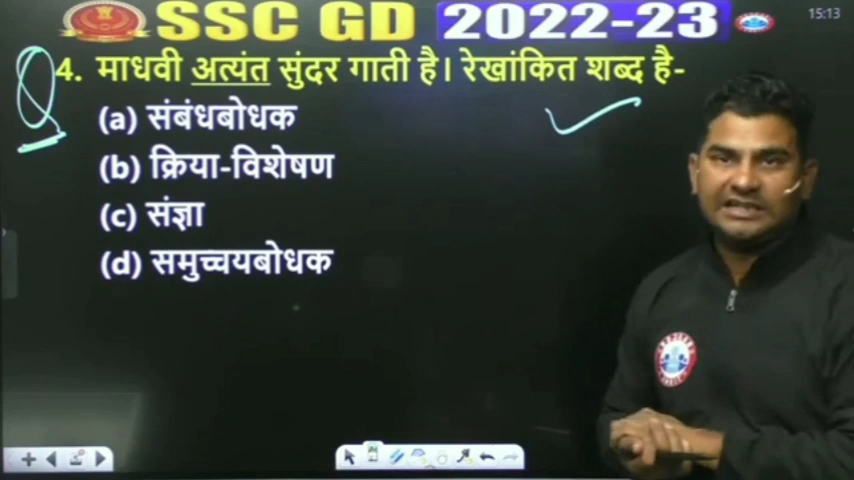 SSC GD 2022-23
15:13
4. माधवी अत्यंत सुंदर गाती है। रेखांकित शब्द है-
(a) संबंधबोधक
(b) क्रिया-विशेषण
(c) संज्ञा
(d) समुच्चयबोधक